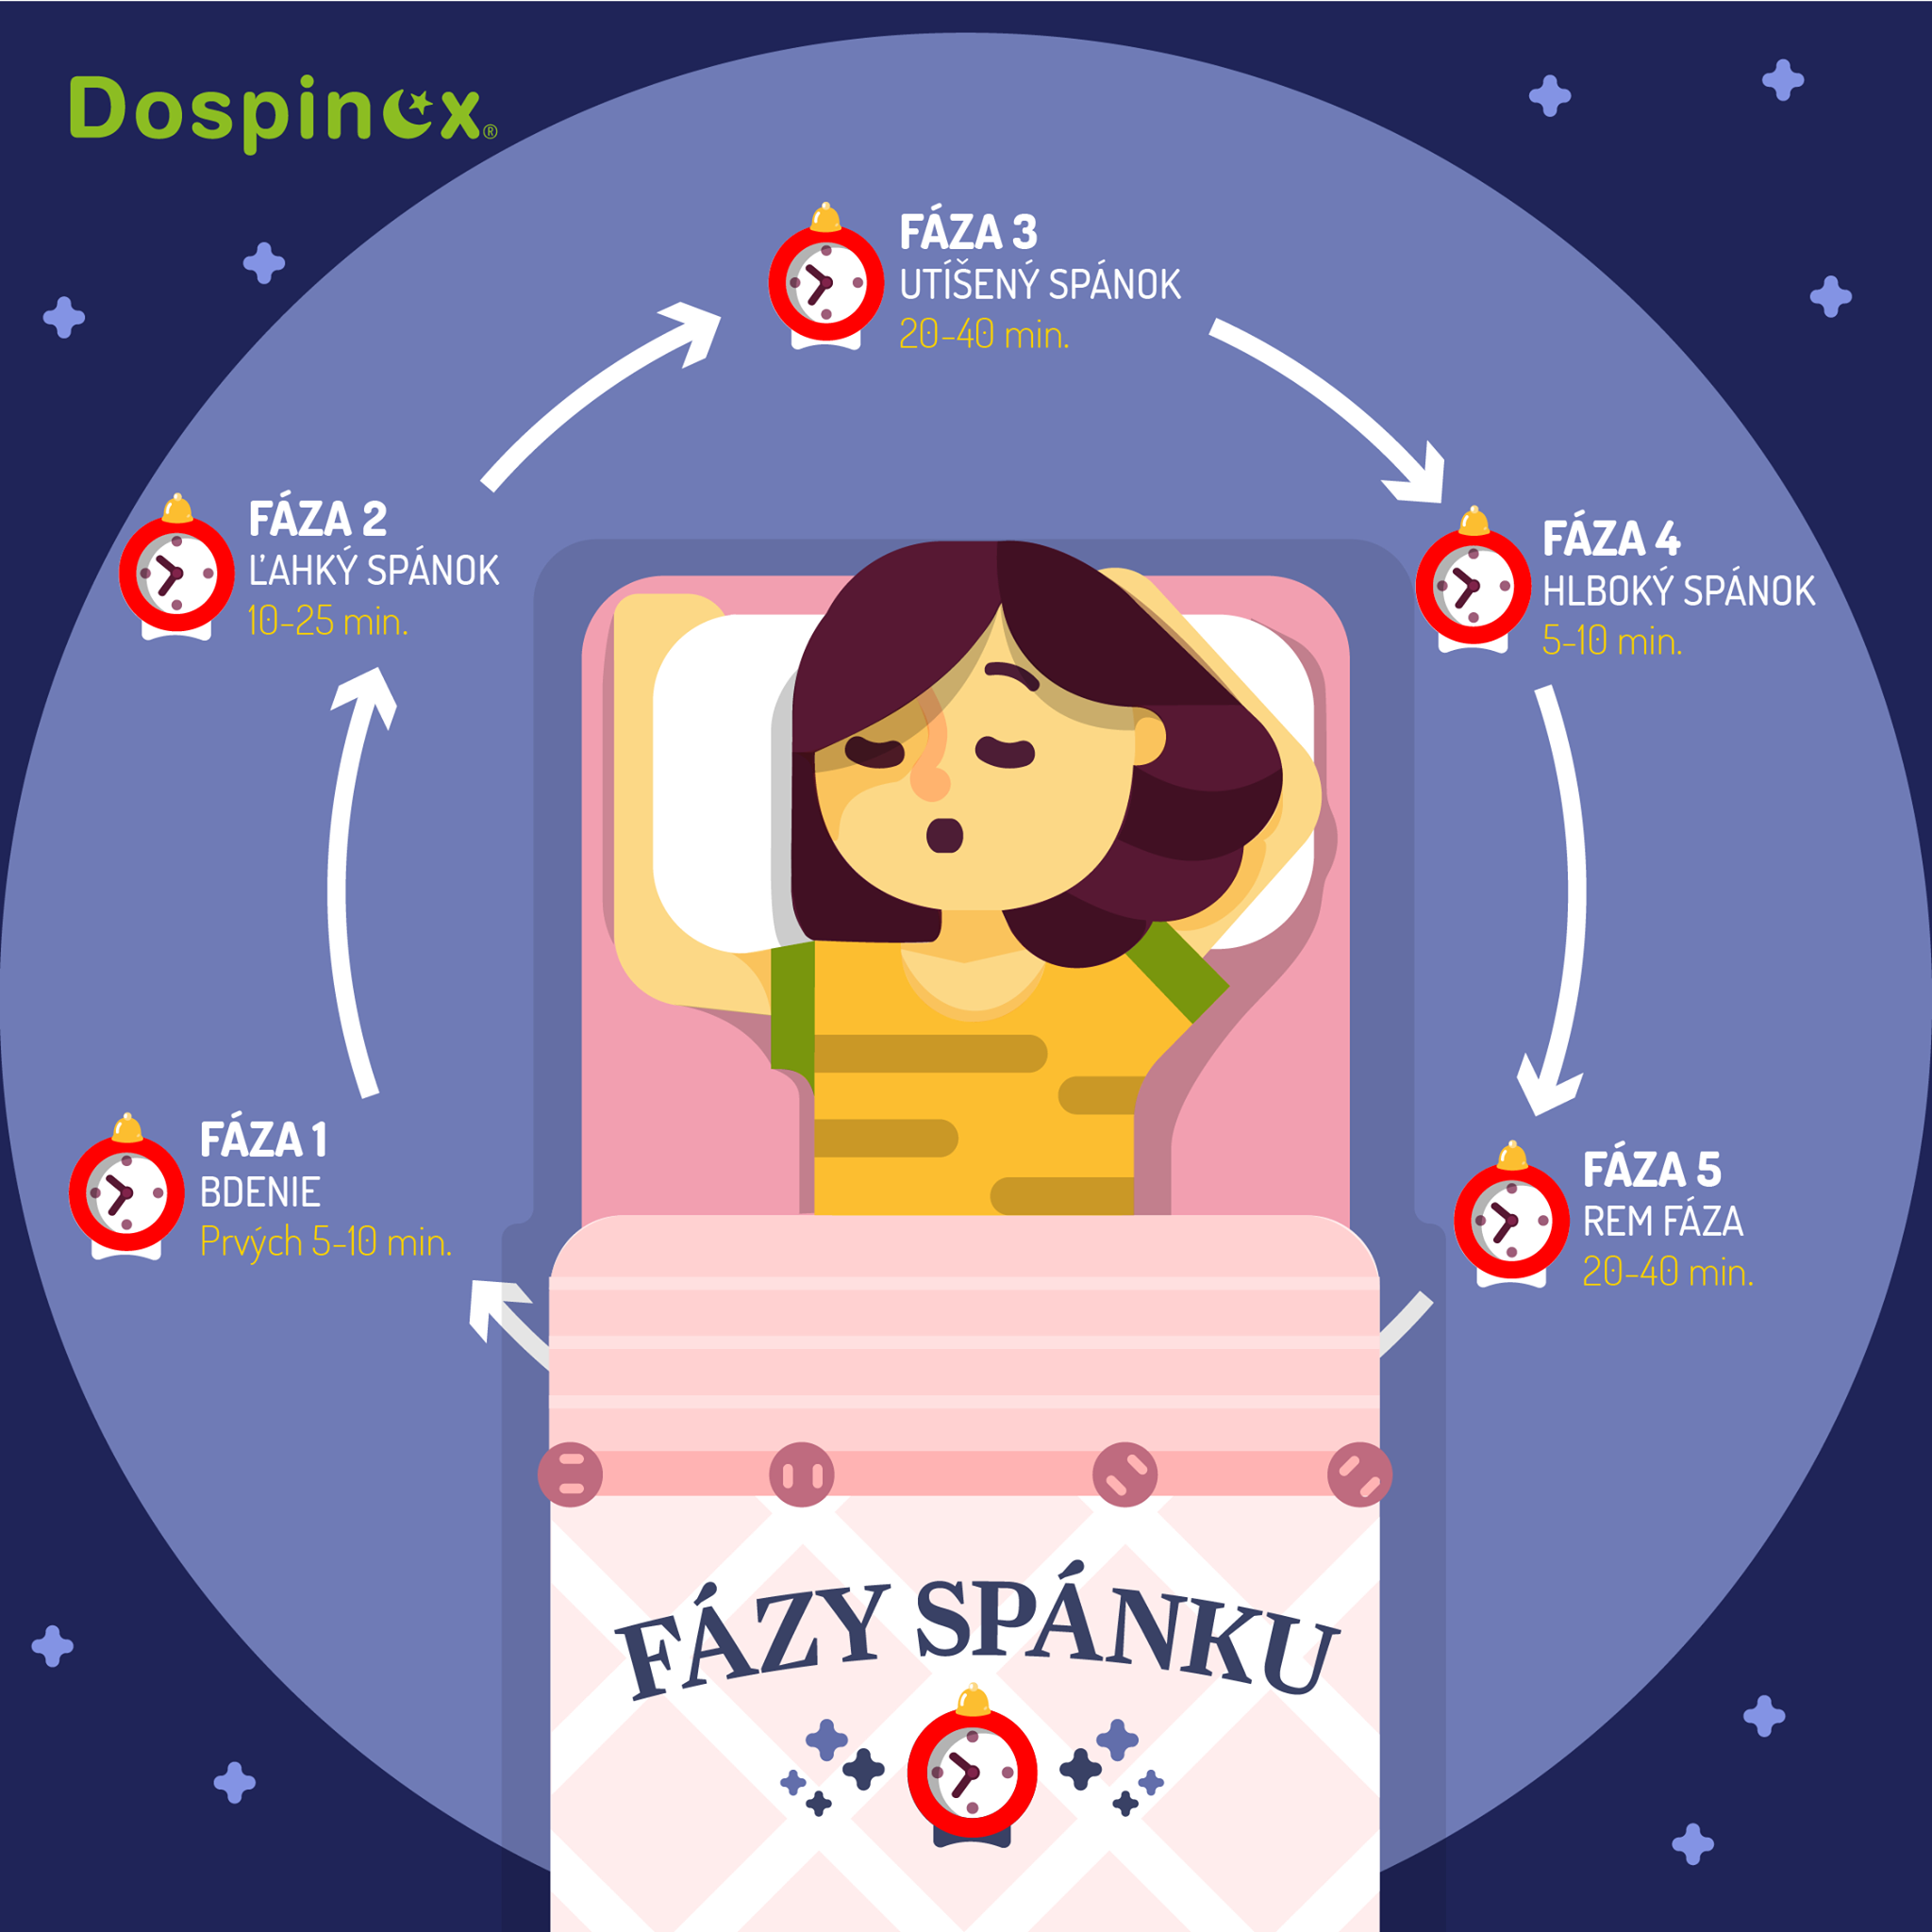 Dospinox®
FÁZA 3
UTÍŠENÝ SPÁNOK
20-40 min.
FÁZA 2
ĽAHKÝ SPÁNOK
10-25 min.
FÁZA 4
HLBOKÝ SPÁNOK
5-10 min.
FÁZA 1
BDENIE
Prvých 5-10 min.
FÁZA 5
REM FÁZA
20-40 min.
FÁZY SPÁNKU